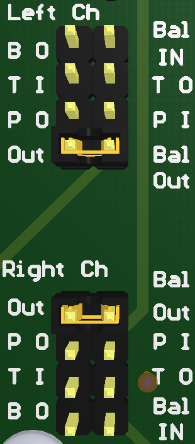 Left Ch
Bal
B O
IN
T I
T O
P O
P I
Out
Bal
Out
Right Ch
Bal
Out
Out
P O
P I
T I
T O
B O
Bal
IN